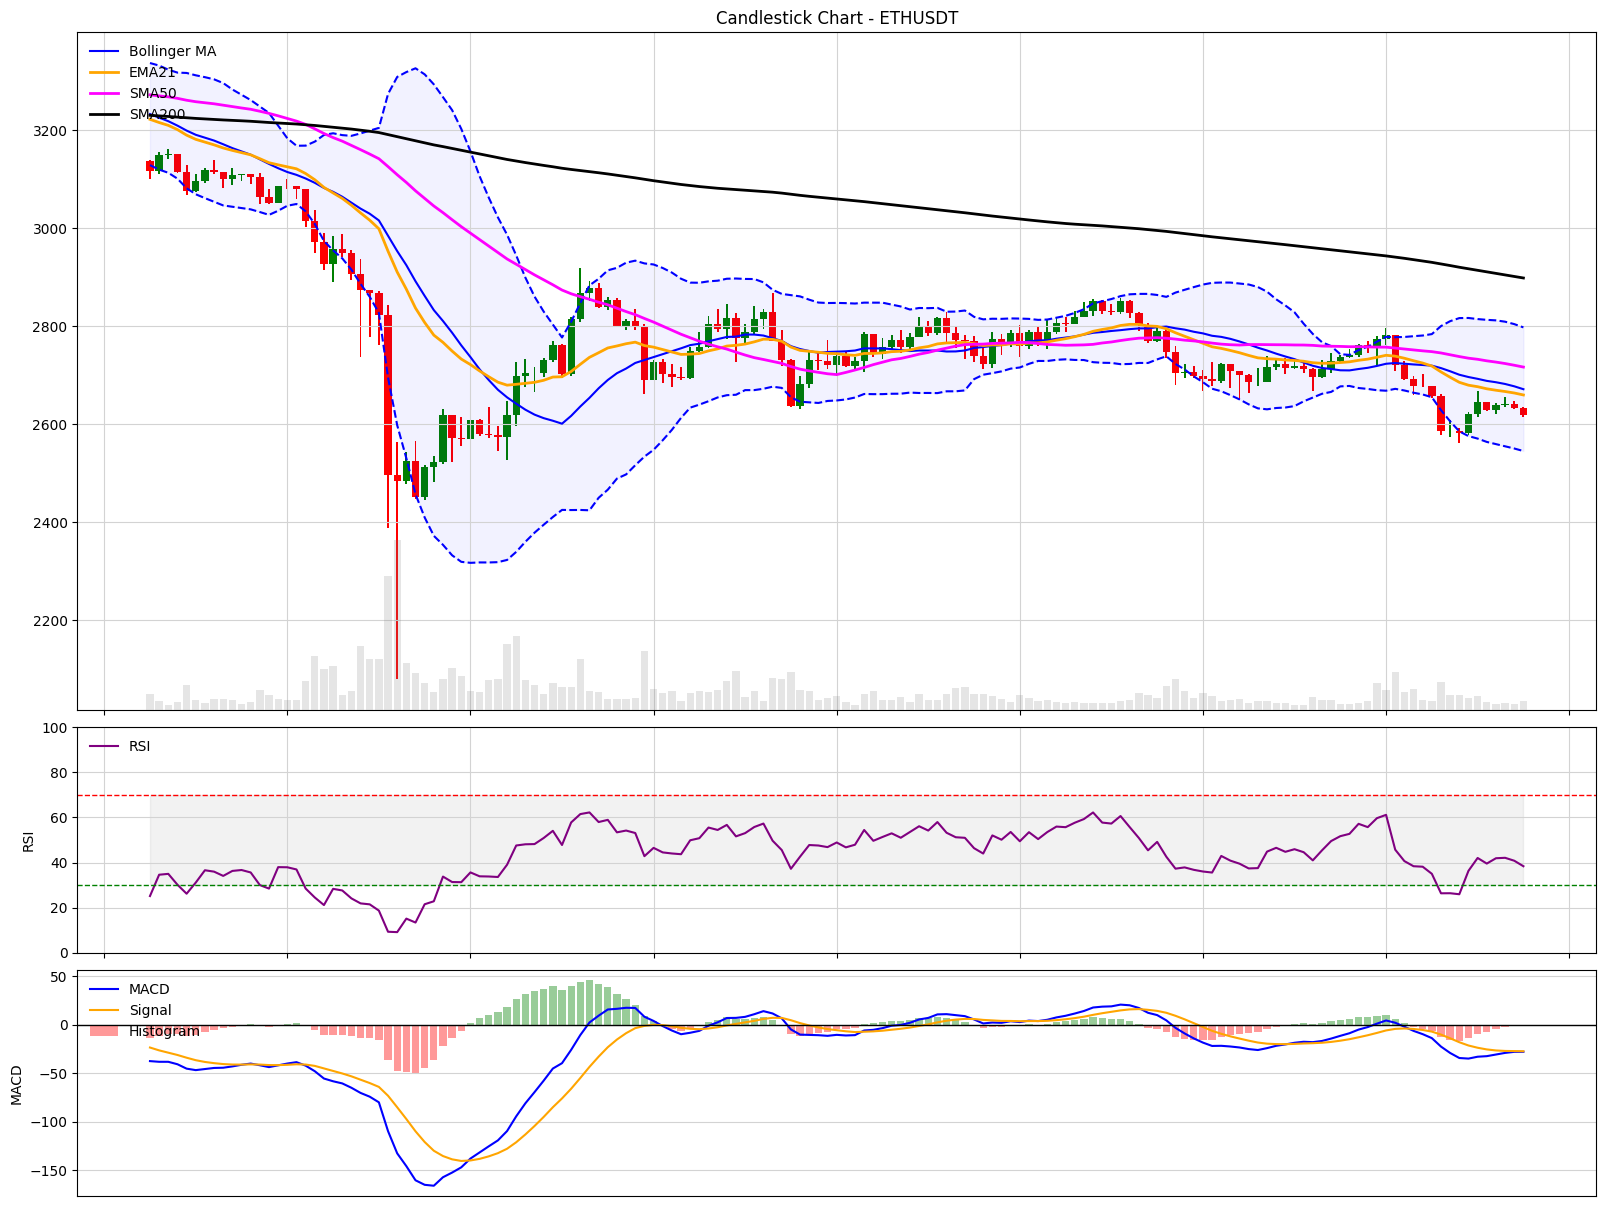 Candlestick Chart - ETHUSDT
Bollinger MA
EMA21
SMA50
SMA200
3200
3000
2800
2600
2400
2200
100
80
60
40
20
0
RSI
RSI
50
0
−50
−100
−150
MACD
MACD
Signal
Histogram